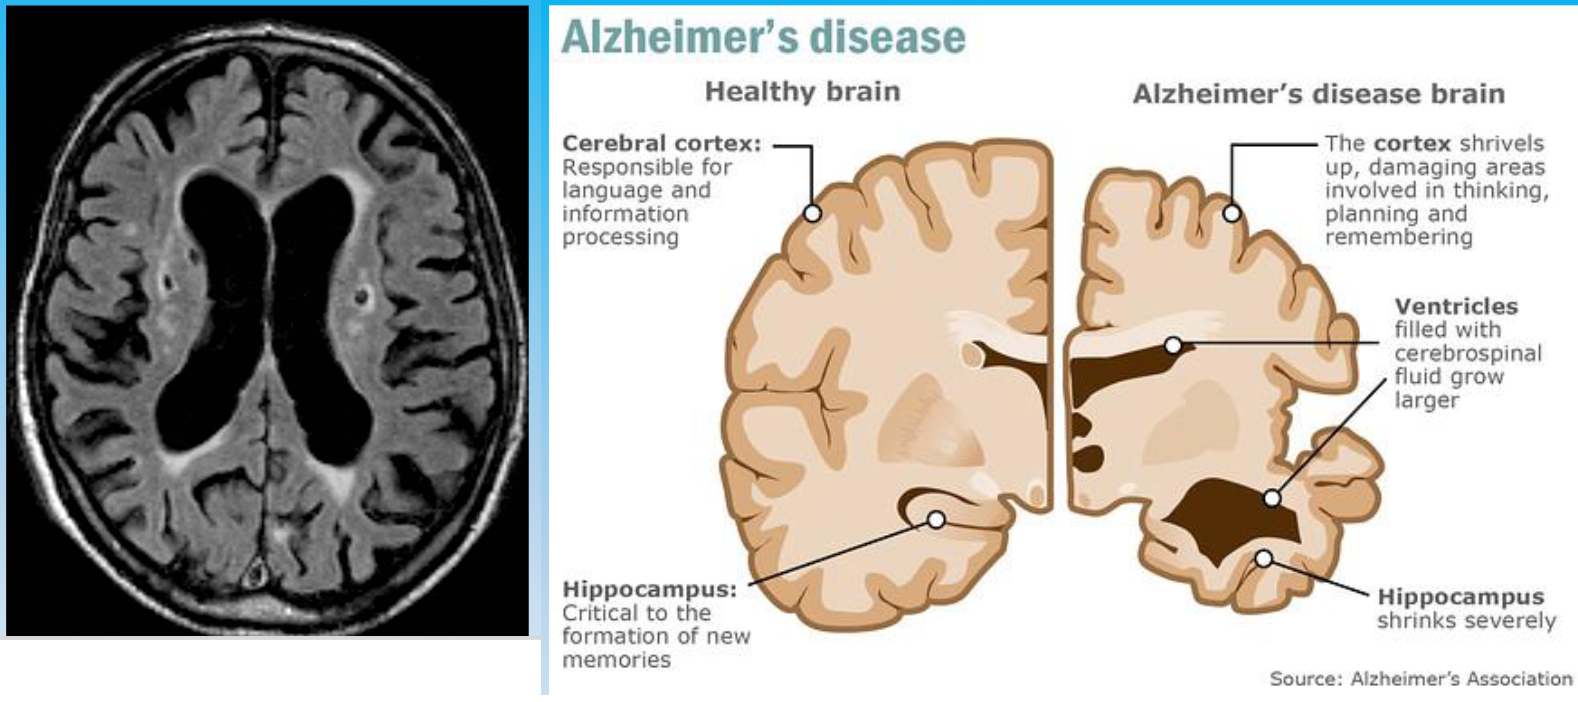 Alzheimer's disease
Healthy brain
Alzheimer's disease brain
Cerebral cortex:
Responsible for
language and
information
processing
The cortex shrivels
up, damaging areas
involved in thinking,
planning and
remembering
Ventricles
filled with
cerebrospinal
fluid grow
larger
Hippocampus:
Critical to the
formation of new
memories
Hippocampus
shrinks severely
Source: Alzheimer's Association